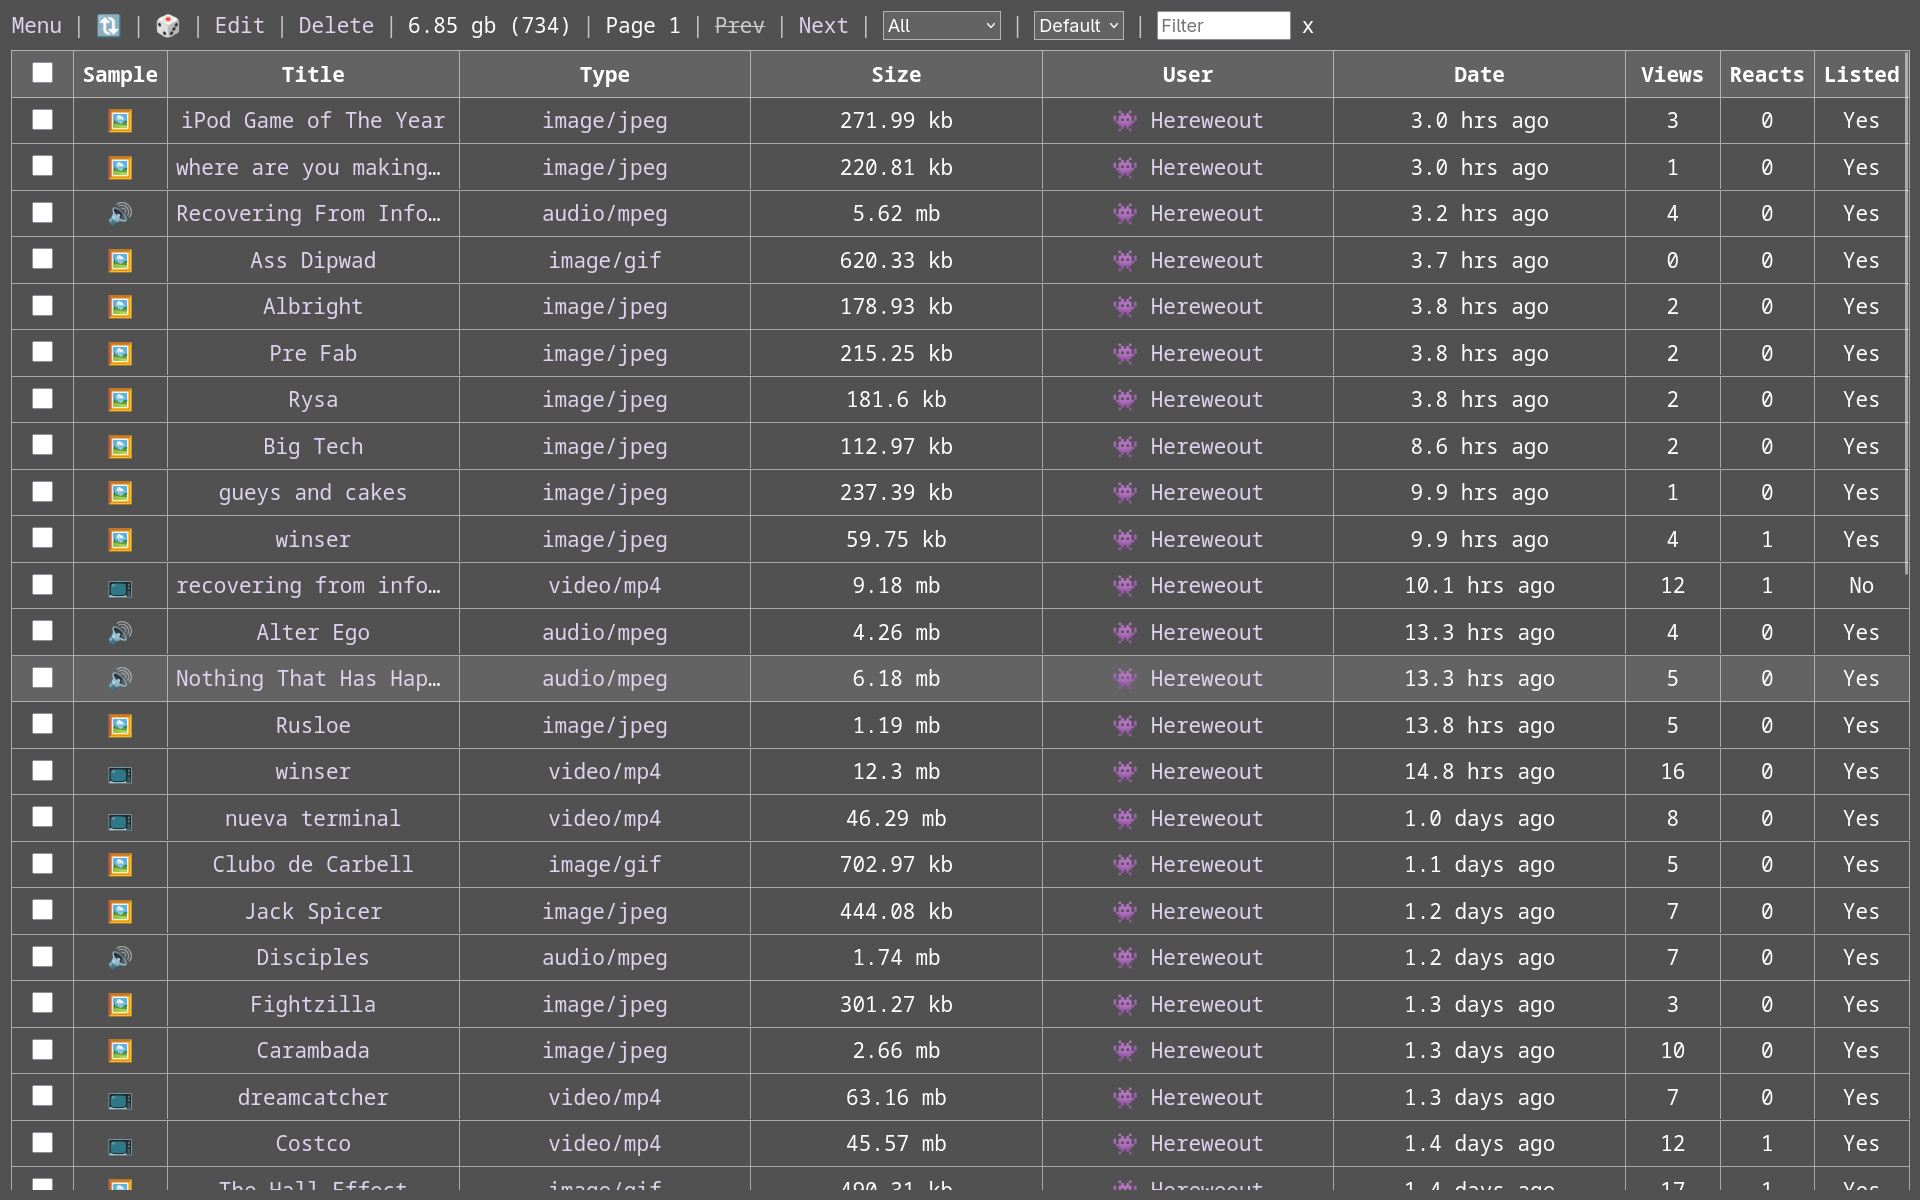 Menu | Edit | Delete | 6.85 gb (734) | Page 1 | Prev | Next | All | Default | Filter x
Sample Title Type Size User Date Views Reacts Listed
iPod Game of The Year image/jpeg 271.99 kb Hereweout 3.0 hrs ago 3 0 Yes
where are you making… image/jpeg 220.81 kb Hereweout 3.0 hrs ago 1 0 Yes
Recovering From Info… audio/mpeg 5.62 mb Hereweout 3.2 hrs ago 4 0 Yes
Ass Dipwad image/gif 620.33 kb Hereweout 3.7 hrs ago 0 0 Yes
Albright image/jpeg 178.93 kb Hereweout 3.8 hrs ago 2 0 Yes
Pre Fab image/jpeg 215.25 kb Hereweout 3.8 hrs ago 2 0 Yes
Rysa image/jpeg 181.6 kb Hereweout 3.8 hrs ago 2 0 Yes
Big Tech image/jpeg 112.97 kb Hereweout 8.6 hrs ago 2 0 Yes
gueys and cakes image/jpeg 237.39 kb Hereweout 9.9 hrs ago 1 0 Yes
winser image/jpeg 59.75 kb Hereweout 9.9 hrs ago 4 1 Yes
recovering from info… video/mp4 9.18 mb Hereweout 10.1 hrs ago 12 1 No
Alter Ego audio/mpeg 4.26 mb Hereweout 13.3 hrs ago 4 0 Yes
Nothing That Has Hap… audio/mpeg 6.18 mb Hereweout 13.3 hrs ago 5 0 Yes
Rusloe image/jpeg 1.19 mb Hereweout 13.8 hrs ago 5 0 Yes
winser video/mp4 12.3 mb Hereweout 14.8 hrs ago 16 0 Yes
nueva terminal video/mp4 46.29 mb Hereweout 1.0 days ago 8 0 Yes
Clubo de Carbell image/gif 702.97 kb Hereweout 1.1 days ago 5 0 Yes
Jack Spicer image/jpeg 444.08 kb Hereweout 1.2 days ago 7 0 Yes
Disciples audio/mpeg 1.74 mb Hereweout 1.2 days ago 7 0 Yes
Fightzilla image/jpeg 301.27 kb Hereweout 1.3 days ago 3 0 Yes
Carambada image/jpeg 2.66 mb Hereweout 1.3 days ago 10 0 Yes
dreamcatcher video/mp4 63.16 mb Hereweout 1.3 days ago 7 0 Yes
Costco video/mp4 45.57 mb Hereweout 1.4 days ago 12 1 Yes
The Hall Effect image/gif 490.31 kb Hereweout 1.4 days ago 17 1 Yes